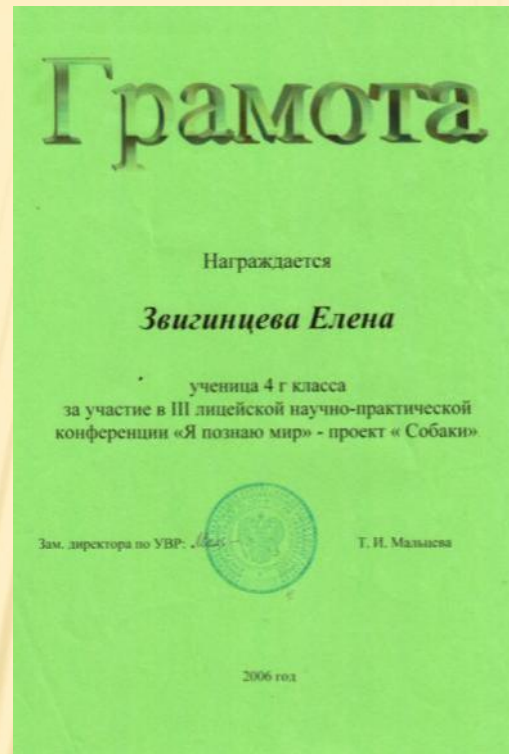 Грамота
Награждается
Звигинцева Елена
ученица 4 г класса
за участие в III лицейской научно-практической
конференции «Я познаю мир» - проект « Собаки»
Зам. директора по УВР: Т. И. Мальцева
2006 год